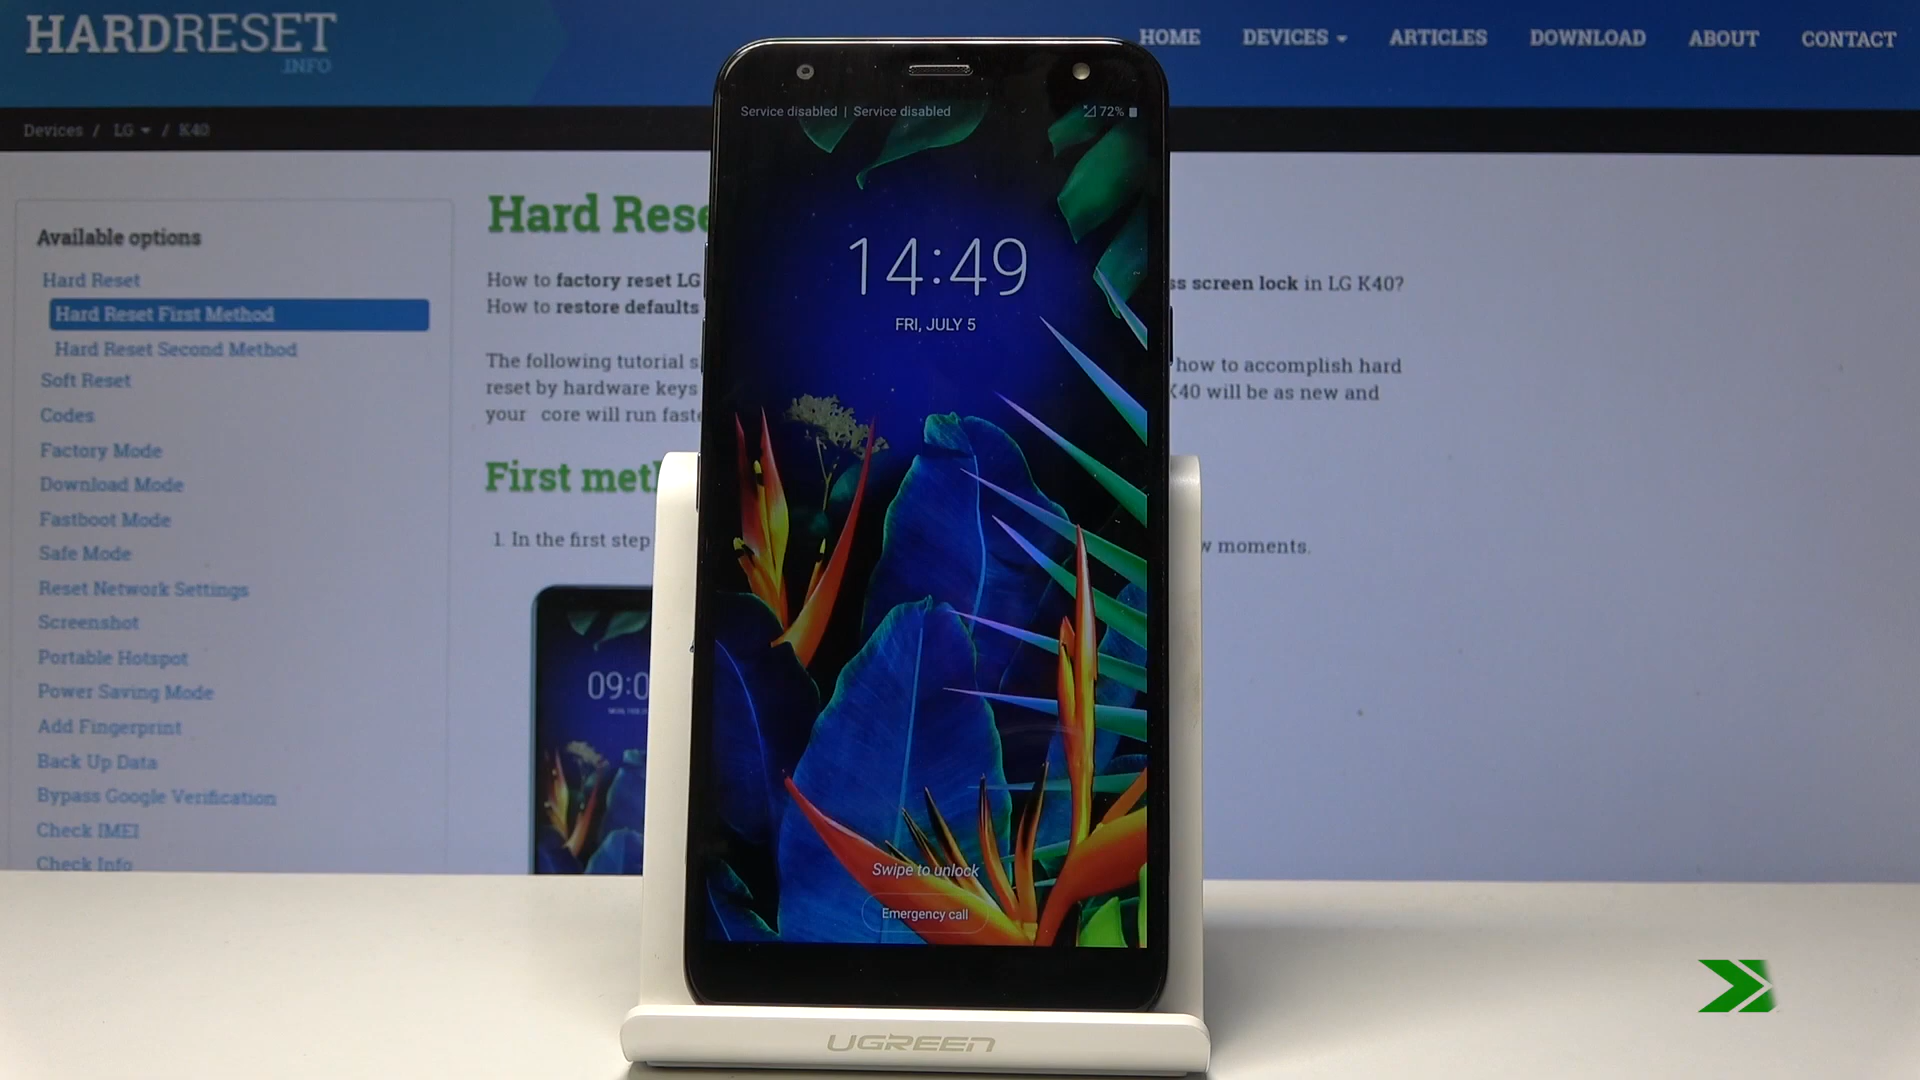 HARDRESET
.INFO
HOME DEVICES ARTICLES DOWNLOAD ABOUT CONTACT
Devices / LG / K40
Available options
Hard Reset
Hard Reset First Method
Hard Reset Second Method
Soft Reset
Codes
Factory Mode
Download Mode
Fastboot Mode
Safe Mode
Reset Network Settings
Screenshot
Portable Hotspot
Power Saving Mode
Add Fingerprint
Back Up Data
Bypass Google Verification
Check IMEI
Check Info
Hard Rese
How to factory reset LG ss screen lock in LG K40?
How to restore defaults
The following tutorial s how to accomplish hard
reset by hardware keys K40 will be as new and
your core will run faste
First met
1. In the first step w moments.
09:0
Service disabled | Service disabled 72%
14:49
FRI, JULY 5
Swipe to unlock
Emergency call
UGREEN